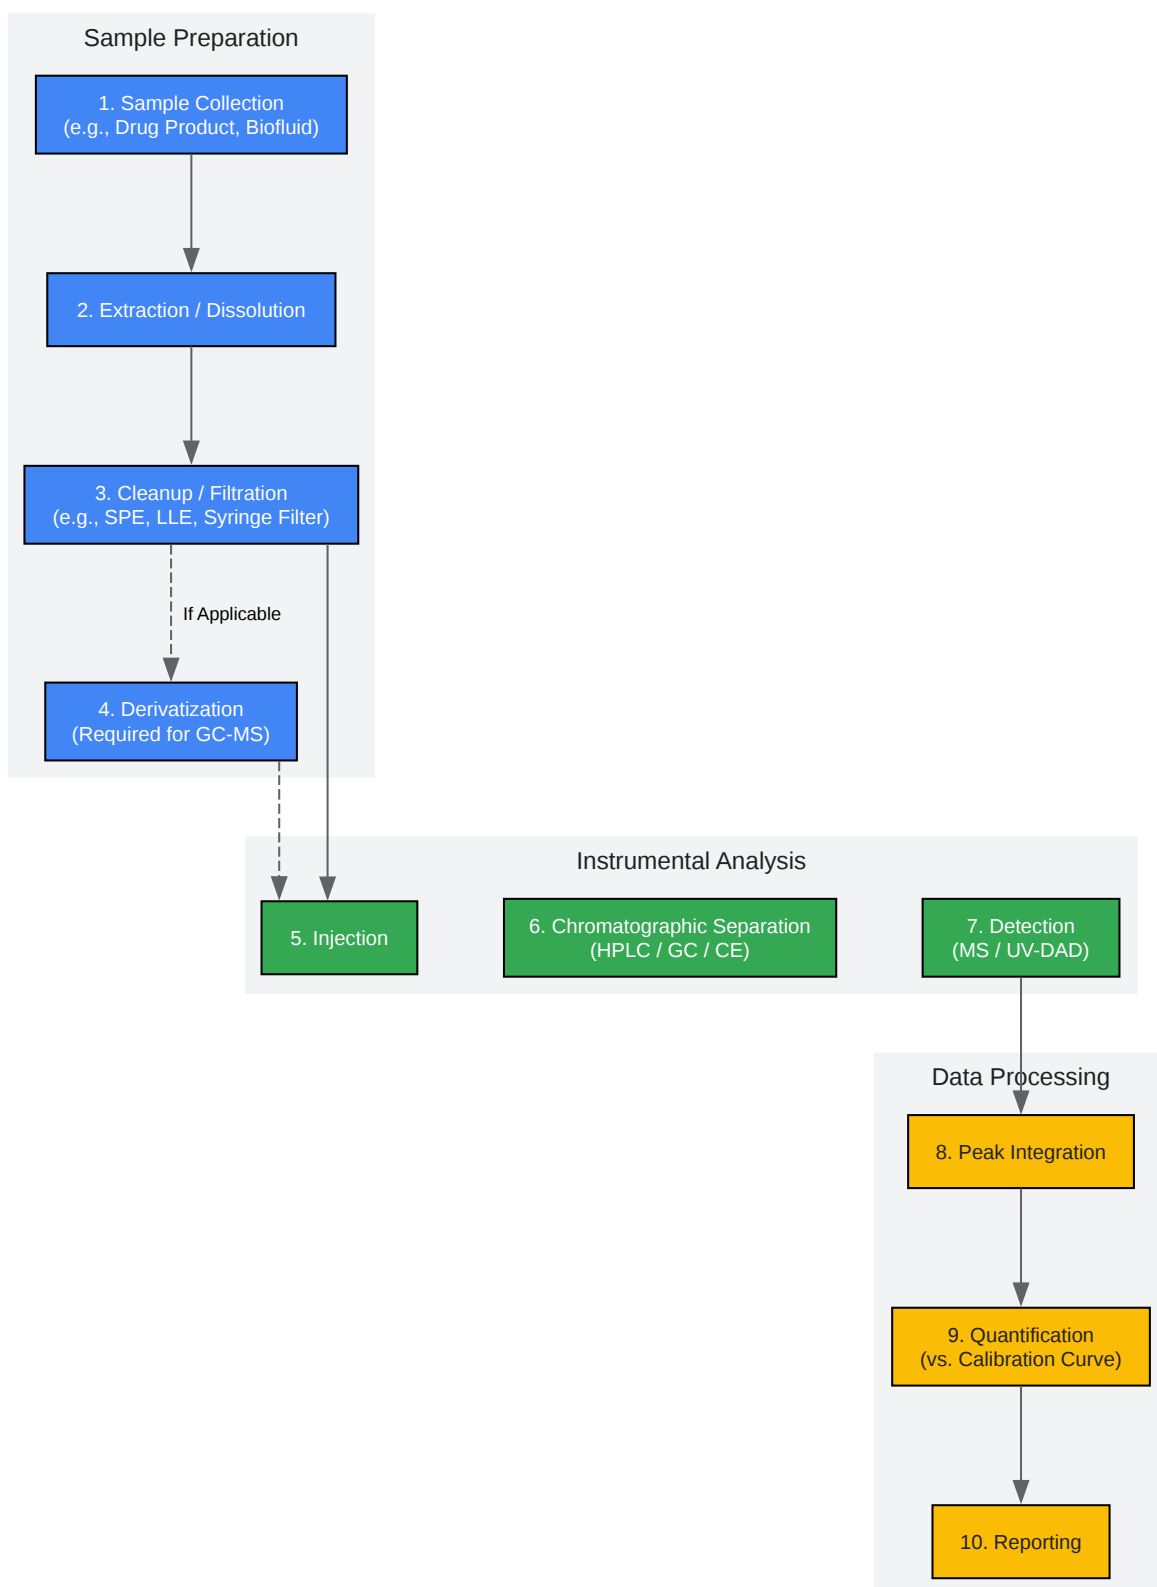 Sample Preparation
1. Sample Collection
(e.g., Drug Product, Biofluid)
2. Extraction / Dissolution
3. Cleanup / Filtration
(e.g., SPE, LLE, Syringe Filter)
If Applicable
4. Derivatization
(Required for GC-MS)
Instrumental Analysis
5. Injection
6. Chromatographic Separation
(HPLC / GC / CE)
7. Detection
(MS / UV-DAD)
Data Processing
8. Peak Integration
9. Quantification
(vs. Calibration Curve)
10. Reporting